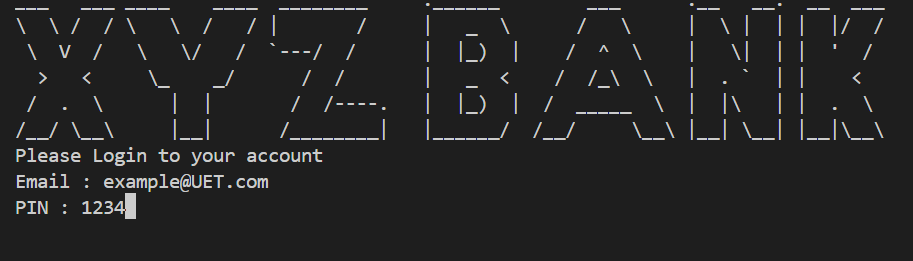 XYZ BANK
Please Login to your account
Email : example@UET.com
PIN : 1234